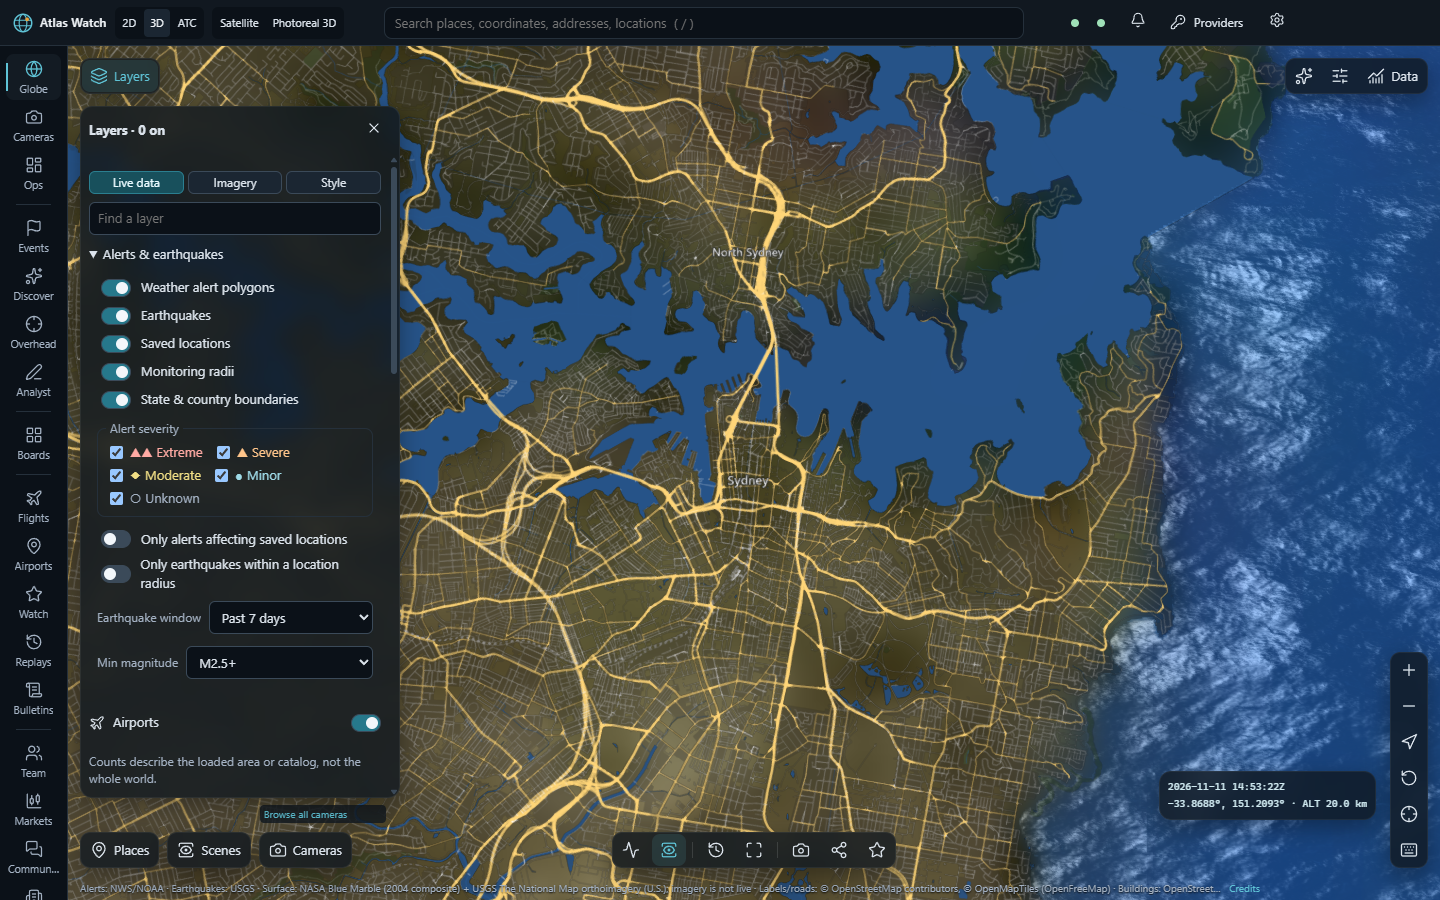 Atlas Watch
2D 3D ATC
Satellite Photoreal 3D
Search places, coordinates, addresses, locations (/)
Providers
Globe
Cameras
Ops
Events
Discover
Overhead
Analyst
Boards
Flights
Airports
Watch
Replays
Bulletins
Team
Markets
Commun...
Layers
Data
Layers · 0 on
Live data Imagery Style
Find a layer
Alerts & earthquakes
Weather alert polygons
Earthquakes
Saved locations
Monitoring radii
State & country boundaries
Alert severity
Extreme Severe
Moderate Minor
Unknown
Only alerts affecting saved locations
Only earthquakes within a location
radius
Earthquake window Past 7 days
Min magnitude M2.5+
Airports
Counts describe the loaded area or catalog, not the
whole world.
North Sydney
Sydney
2026-11-11 14:53:22Z
-33.8688°, 151.2093° · ALT 20.0 km
Browse all cameras
Places Scenes Cameras
Alerts: NWS/NOAA · Earthquakes: USGS · Surface: NASA Blue Marble (2004 composite) + USGS The National Map orthoimagery (U.S.); imagery is not live · Labels/roads: © OpenStreetMap contributors, © OpenMapTiles (OpenFreeMap) · Buildings: OpenStreet... Credits